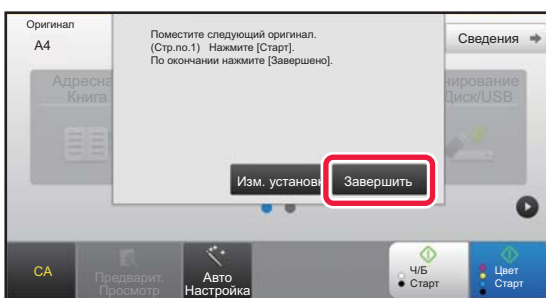 Оригинал
A4
Поместите следующий оригинал.
(Стр.no.1) Нажмите [Старт].
По окончании нажмите [Завершено].
Сведения
Адресна
Книга
нирование
Диск/USB
Изм. установк
Завершить
CA
Предварит.
Просмотр
Авто
Настройка
Ч/Б
Старт
Цвет
Старт